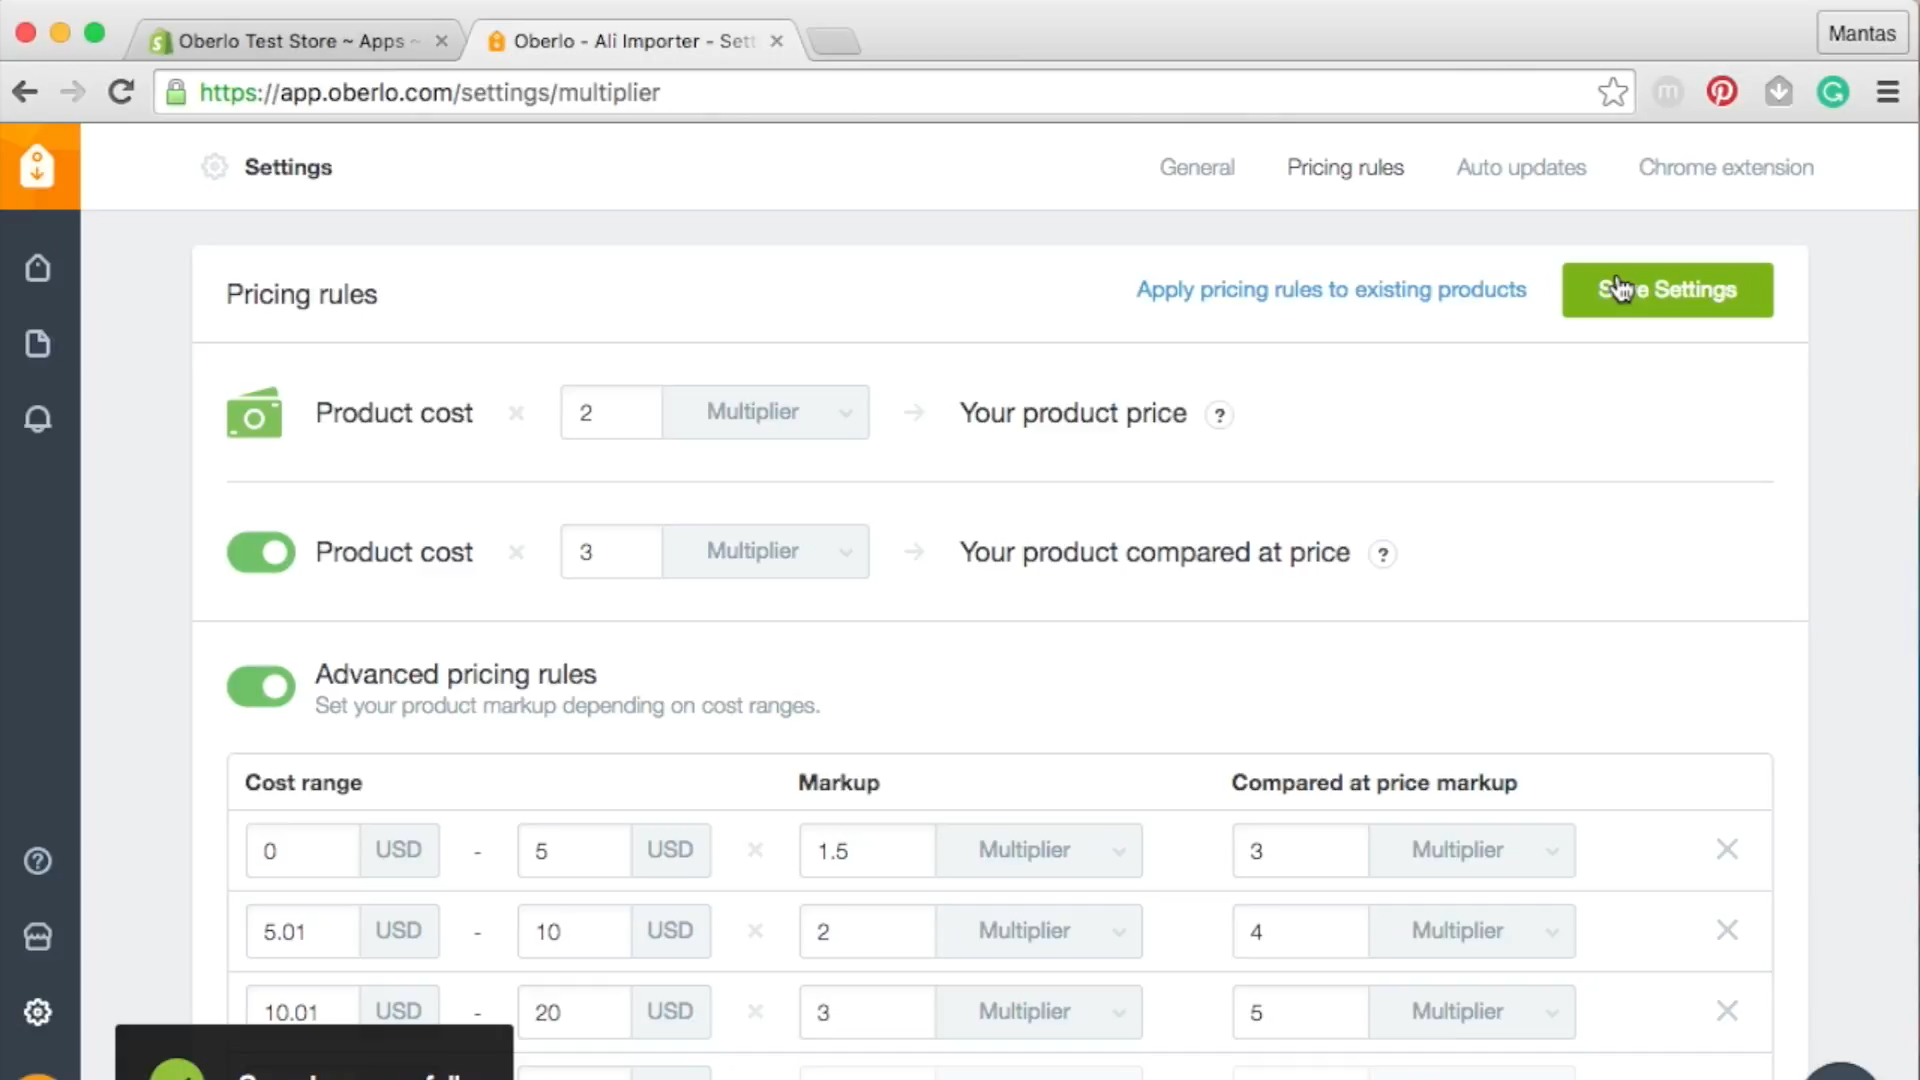 Oberlo Test Store ~ Apps ~
Oberlo - Ali Importer - Sett
Mantas
https://app.oberlo.com/settings/multiplier
Settings
General
Pricing rules
Auto updates
Chrome extension
Pricing rules
Apply pricing rules to existing products
Settings
Product cost × 2 Multiplier → Your product price ?
Product cost × 3 Multiplier → Your product compared at price ?
Advanced pricing rules
Set your product markup depending on cost ranges.
Cost range Markup Compared at price markup
0 USD - 5 USD × 1.5 Multiplier 3 Multiplier
5.01 USD - 10 USD × 2 Multiplier 4 Multiplier
10.01 USD - 20 USD × 3 Multiplier 5 Multiplier